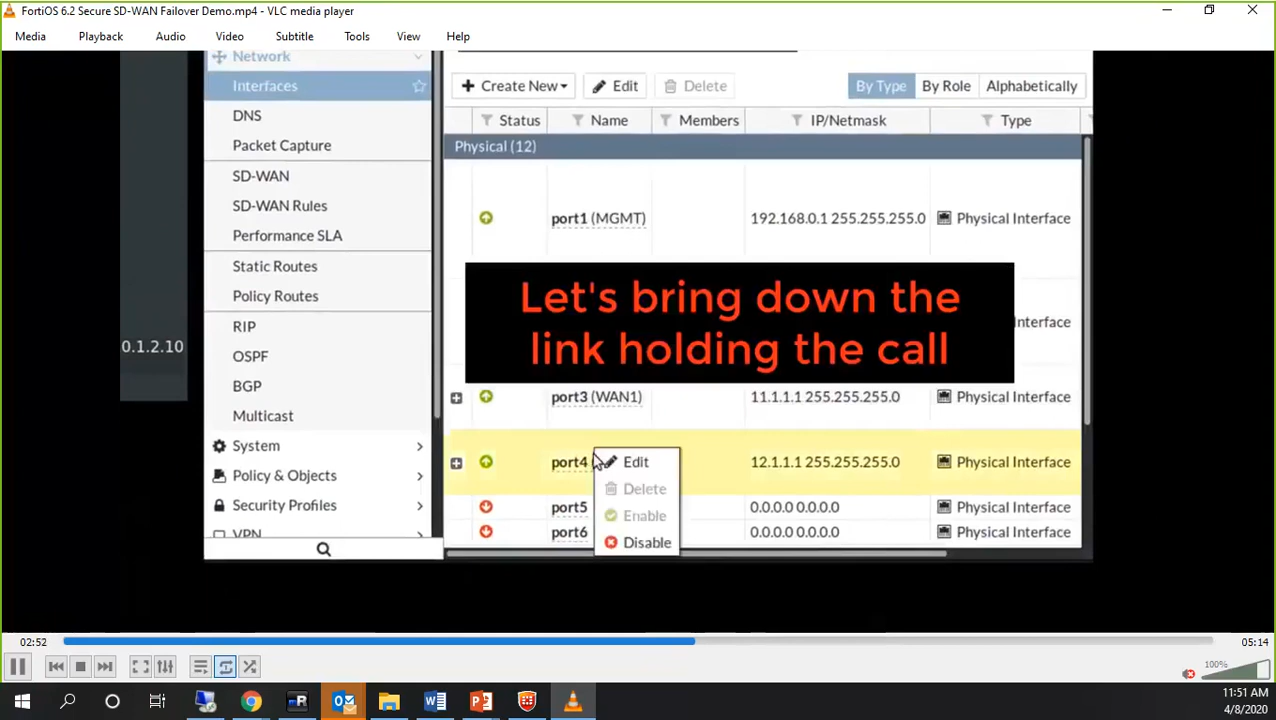 FortiOS 6.2 Secure SD-WAN Failover Demo.mp4 - VLC media player
Media Playback Audio Video Subtitle Tools View Help
Network
Interfaces
DNS
Packet Capture
SD-WAN
SD-WAN Rules
Performance SLA
Static Routes
Policy Routes
RIP
OSPF
BGP
Multicast
System
Policy & Objects
Security Profiles
VPN
0.1.2.10
Create New Edit Delete By Type By Role Alphabetically
Status Name Members IP/Netmask Type
Physical (12)
port1 (MGMT) 192.168.0.1 255.255.255.0 Physical Interface
Let's bring down the
link holding the call
Interface
port3 (WAN1) 11.1.1.1 255.255.255.0 Physical Interface
port4 12.1.1.1 255.255.255.0 Physical Interface
port5 0.0.0.0 0.0.0.0 Physical Interface
port6 0.0.0.0 0.0.0.0 Physical Interface
Edit
Delete
Enable
Disable
02:52 05:14
100%
11:51 AM
4/8/2020